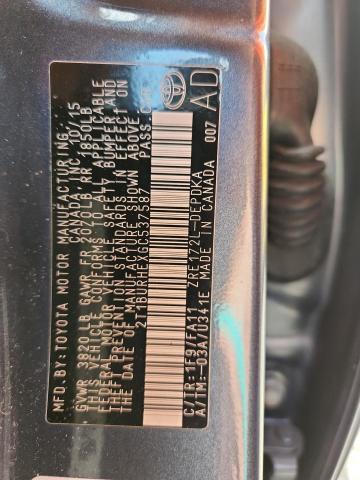 MFD.BY:TOYOTA MOTOR MANUFACTURING,
CANADA, INC. 10/15
GVWR 3820LB GAWR FR 2070LB RR 1850LB
THIS VEHICLE CONFORMS TO ALL APPLICABLE
FEDERAL MOTOR VEHICLE SAFETY, BUMPER AND
THEFT PREVENTION STANDARDS IN EFFECT ON
THE DATE OF MANUFACTURE SHOWN ABOVE.
2T1BURHEXGC537587 PASS.CAR
C/TR:1F9/FA11 ZRE172L-DEPDKA
A/TM:-03A/U341E MADE IN CANADA 007
AD